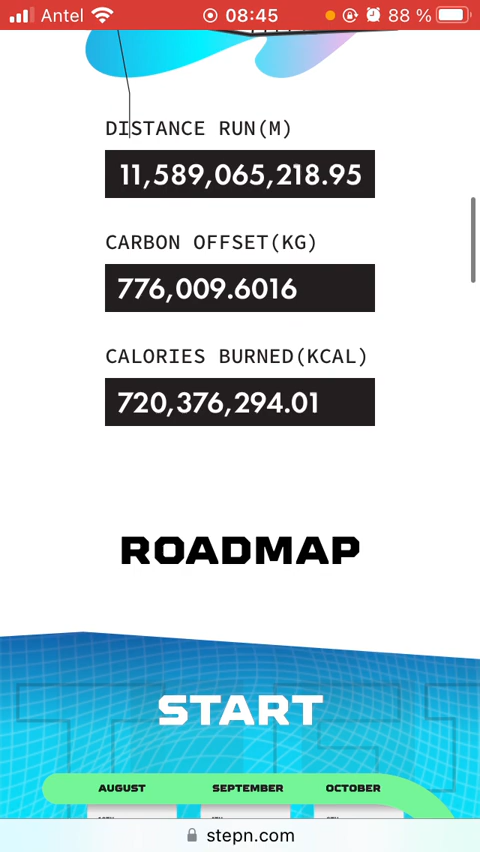 Antel 08:45 88 %
DISTANCE RUN(M)
11,589,065,218.95
CARBON OFFSET(KG)
776,009.6016
CALORIES BURNED(KCAL)
720,376,294.01
ROADMAP
START
AUGUST SEPTEMBER OCTOBER
stepn.com